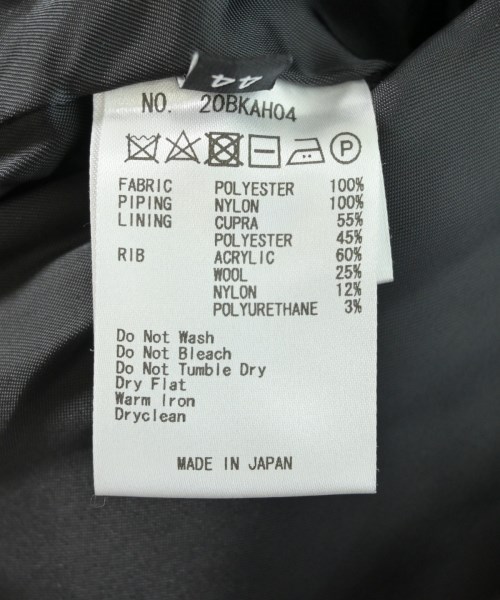 44
NO. 20BKAH04
P
FABRIC POLYESTER 100%
PIPING NYLON 100%
LINING CUPRA 55%
POLYESTER 45%
RIB ACRYLIC 60%
WOOL 25%
NYLON 12%
POLYURETHANE 3%
Do Not Wash
Do Not Bleach
Do Not Tumble Dry
Dry Flat
Warm Iron
Dryclean
MADE IN JAPAN